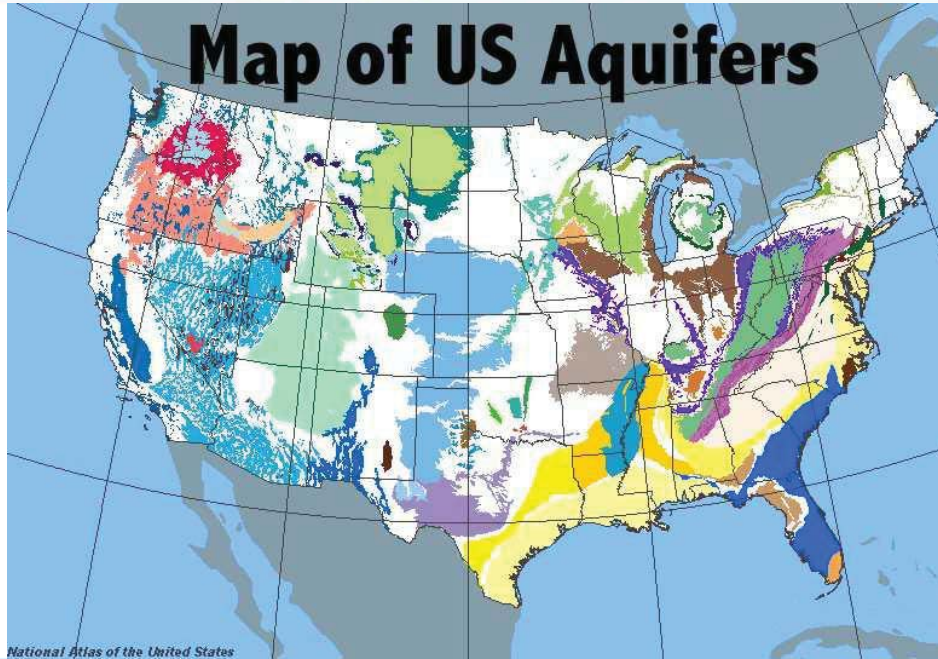 Map of US Aquifers
National Atlas of the United States